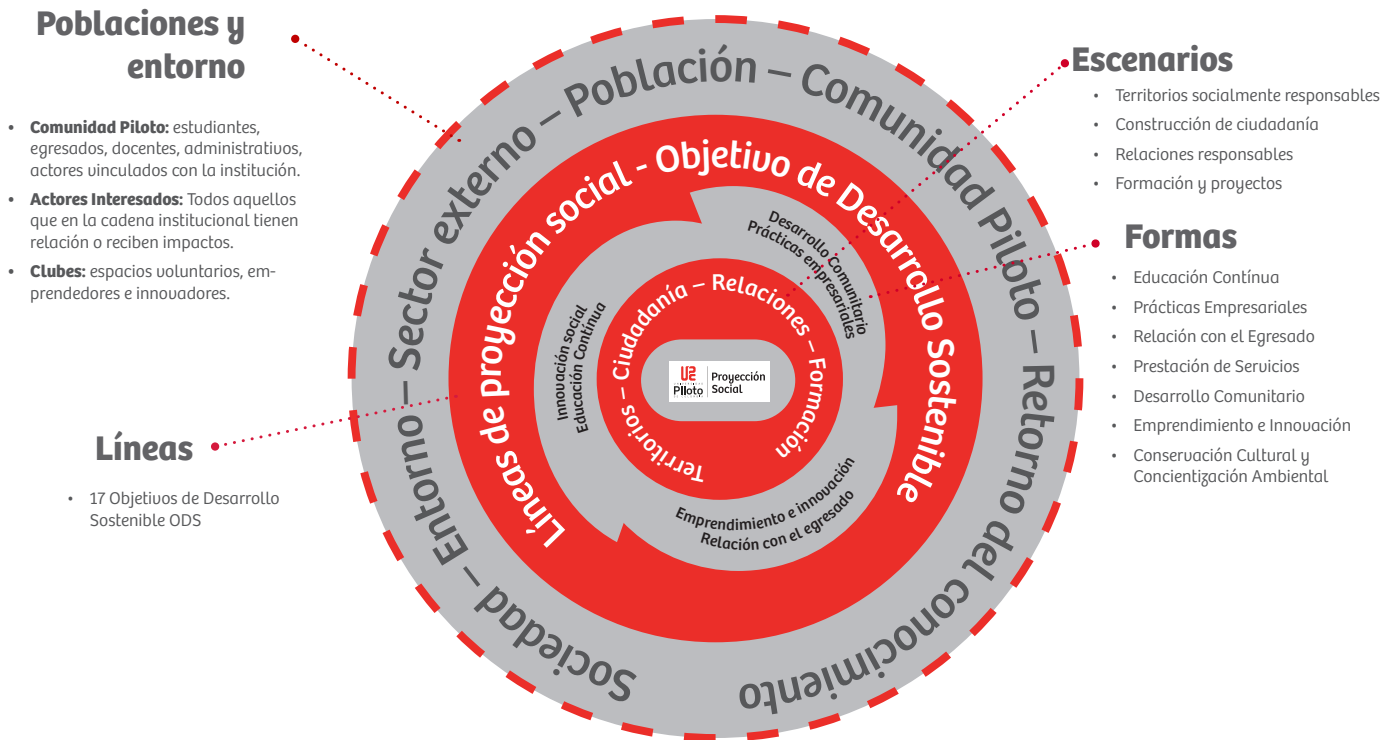 Poblaciones y
entorno
• Comunidad Piloto: estudiantes,
egresados, docentes, administrativos,
actores vinculados con la institución.
• Actores Interesados: Todos aquellos
que en la cadena institucional tienen
relación o reciben impactos.
• Clubes: espacios voluntarios, em-
prendedores e innovadores.
Líneas
• 17 Objetivos de Desarrollo
Sostenible ODS
Sociedad – Entorno – Sector externo – Población – Comunidad Piloto – Retorno del conocimiento
Líneas de proyección social - Objetivo de Desarrollo Sostenible
Innovación social
Educación Contínua
Desarrollo Comunitario
Prácticas empresariales
Emprendimiento e innovación
Relación con el egresado
Territorios – Ciudadanía – Relaciones – Formación
Piloto
Proyección
Social
Escenarios
• Territorios socialmente responsables
• Construcción de ciudadanía
• Relaciones responsables
• Formación y proyectos
Formas
• Educación Contínua
• Prácticas Empresariales
• Relación con el Egresado
• Prestación de Servicios
• Desarrollo Comunitario
• Emprendimiento e Innovación
• Conservación Cultural y
Concientización Ambiental